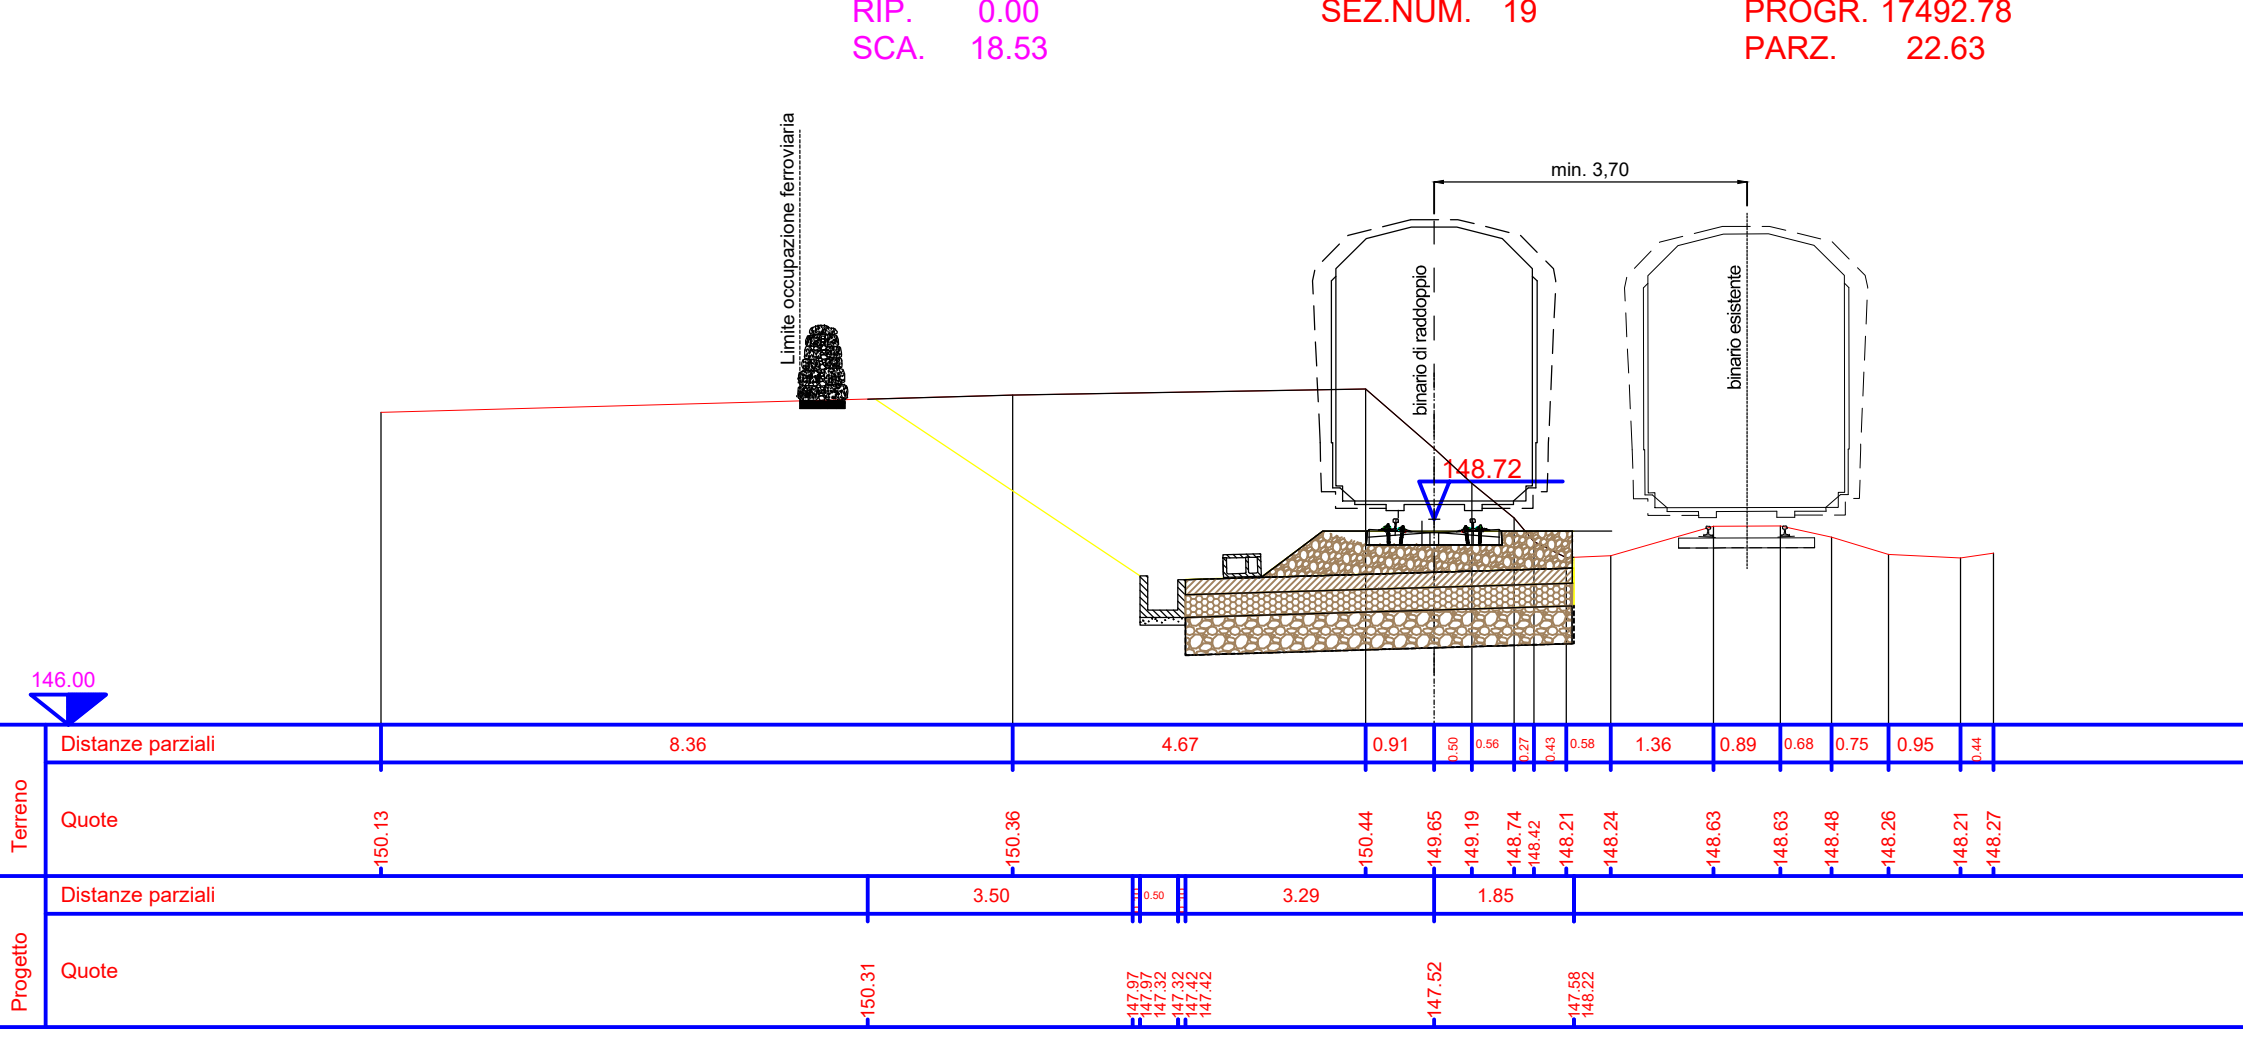 RIP. 0.00 SEZ.NUM. 19 PROGR. 17492.78
SCA. 18.53 PARZ. 22.63
Limite occupazione ferroviaria
min. 3,70
binario di raddoppio
binario esistente
148.72
146.00
Terreno
Distanze parziali 8.36 4.67 0.91 0.50 0.56 0.27 0.43 0.58 1.36 0.89 0.68 0.75 0.95 0.44
Quote 150.13 150.36 150.44 149.65 149.19 148.74 148.42 148.21 148.24 148.63 148.63 148.48 148.26 148.21 148.27
Progetto
Distanze parziali 3.50 0.50 3.29 1.85
Quote 150.31 147.97 147.97 147.32 147.32 147.42 147.42 147.52 147.58 148.22